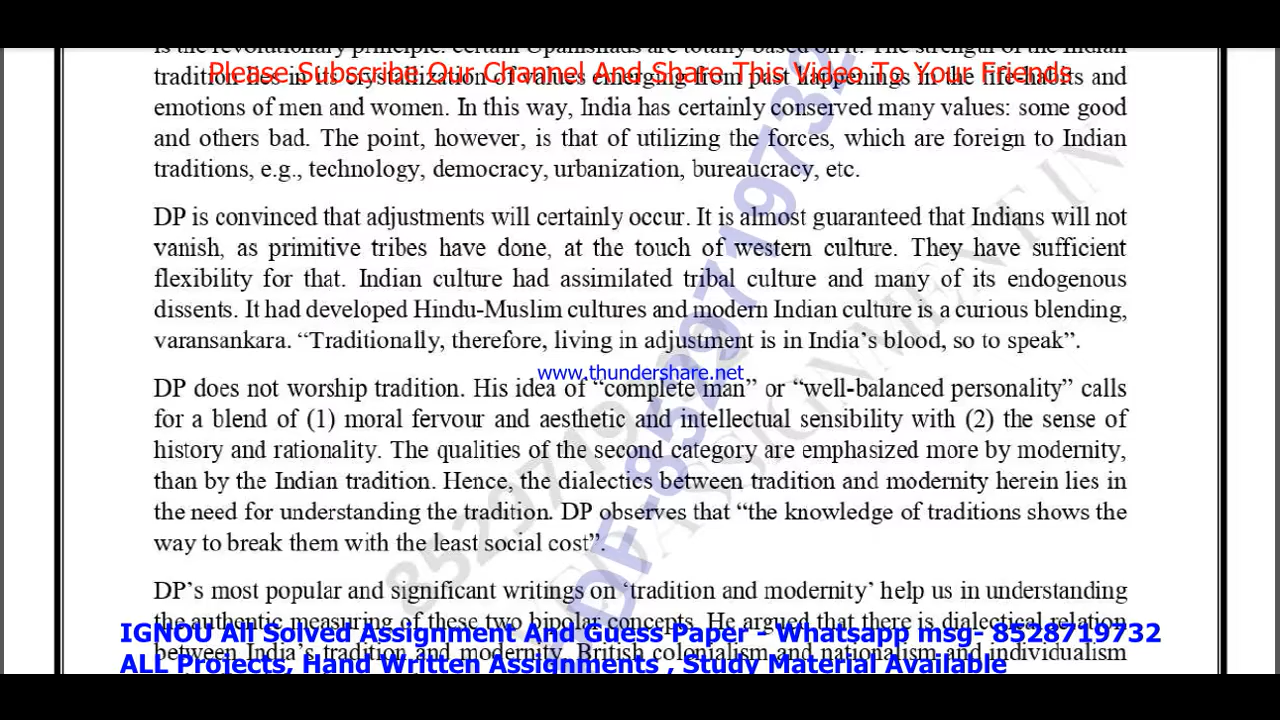 is the revolutionary principle. certain Upanishads are totally based on it. The strength of the Indian
Please Subscribe Our Channel And Share This Video To Your Friends
tradition lies in its crystallization of values emerging from past happenings in the life-habits and
emotions of men and women. In this way, India has certainly conserved many values: some good
and others bad. The point, however, is that of utilizing the forces, which are foreign to Indian
traditions, e.g., technology, democracy, urbanization, bureaucracy, etc.
DP is convinced that adjustments will certainly occur. It is almost guaranteed that Indians will not
vanish, as primitive tribes have done, at the touch of western culture. They have sufficient
flexibility for that. Indian culture had assimilated tribal culture and many of its endogenous
dissents. It had developed Hindu-Muslim cultures and modern Indian culture is a curious blending,
varansankara. “Traditionally, therefore, living in adjustment is in India’s blood, so to speak”.
www.thundershare.net
DP does not worship tradition. His idea of “complete man” or “well-balanced personality” calls
for a blend of (1) moral fervour and aesthetic and intellectual sensibility with (2) the sense of
history and rationality. The qualities of the second category are emphasized more by modernity,
than by the Indian tradition. Hence, the dialectics between tradition and modernity herein lies in
the need for understanding the tradition. DP observes that “the knowledge of traditions shows the
way to break them with the least social cost”.
DP’s most popular and significant writings on ‘tradition and modernity’ help us in understanding
the authentic measuring of these two bipolar concepts. He argued that there is dialectical relation
IGNOU All Solved Assignment And Guess Paper - Whatsapp msg- 8528719732
between India’s tradition and modernity. British colonialism and nationalism and individualism
ALL Projects, Hand Written Assignments , Study Material Available
PDF-8529719732
8529719
ASSIGNMENT IN